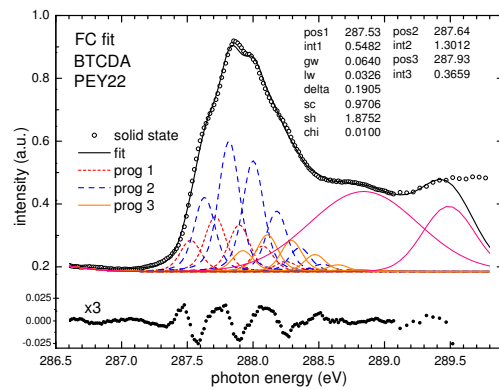 FC fit
BTCDA
PEY22
pos1 287.53 pos2 287.64
int1 0.5482 int2 1.3012
gw 0.0640 pos3 287.93
lw 0.0326 int3 0.3659
delta 0.1905
sc 0.9706
sh 1.8752
chi 0.0100
solid state
fit
prog 1
prog 2
prog 3
intensity (a.u.)
1.0
0.8
0.6
0.4
0.2
x3
0.025
0.000
-0.025
286.6 287.0 287.4 287.8 288.2 288.6 289.0 289.4 289.8
photon energy (eV)